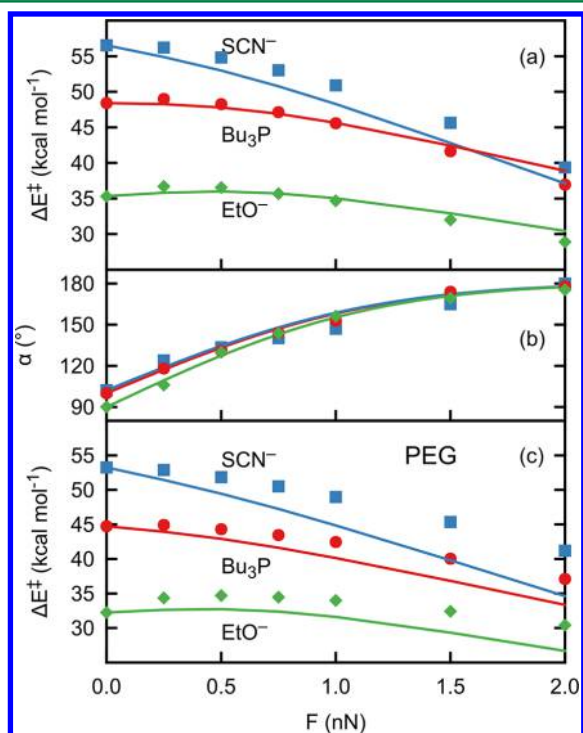 SCN⁻
(a)
Bu₃P
EtO⁻
ΔE‡ (kcal mol⁻¹)
55
50
45
40
35
30
(b)
α (°)
180
150
120
90
PEG
(c)
SCN⁻
Bu₃P
EtO⁻
ΔE‡ (kcal mol⁻¹)
55
50
45
40
35
30
25
0.0 0.5 1.0 1.5 2.0
F (nN)